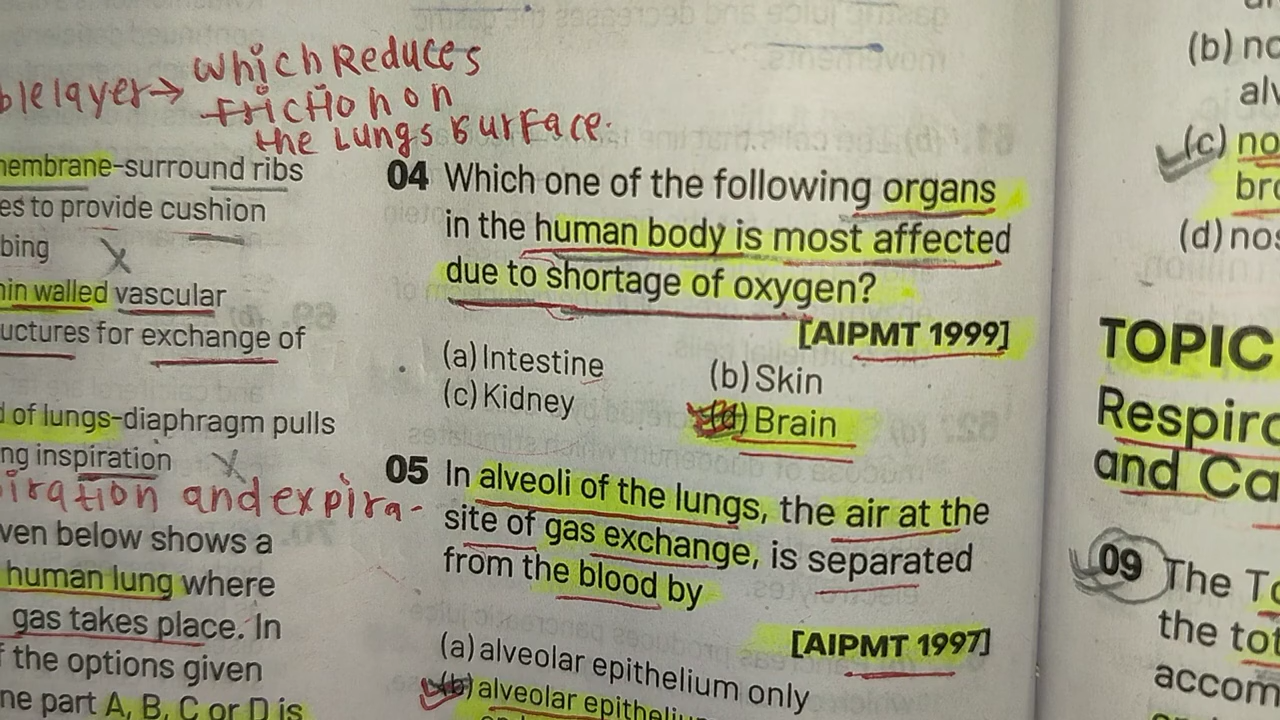 which Reduces
friction on
the Lungs surface.
membrane-surround ribs
es to provide cushion
bing
walled vascular
uctures for exchange of
of lungs-diaphragm pulls
ng inspiration
iration and expira-
ven below shows a
human lung where
gas takes place. In
the options given
ne part A, B, C or D is
04 Which one of the following organs
in the human body is most affected
due to shortage of oxygen?
[AIPMT 1999]
(a) Intestine (b) Skin
(c) Kidney (d) Brain
05 In alveoli of the lungs, the air at the
site of gas exchange, is separated
from the blood by
[AIPMT 1997]
(a) alveolar epithelium only
(b) alveolar
(b) no
alv
(c) no
bro
(d) nos
TOPIC
Respira
and Ca
09 The To
the tot
accom